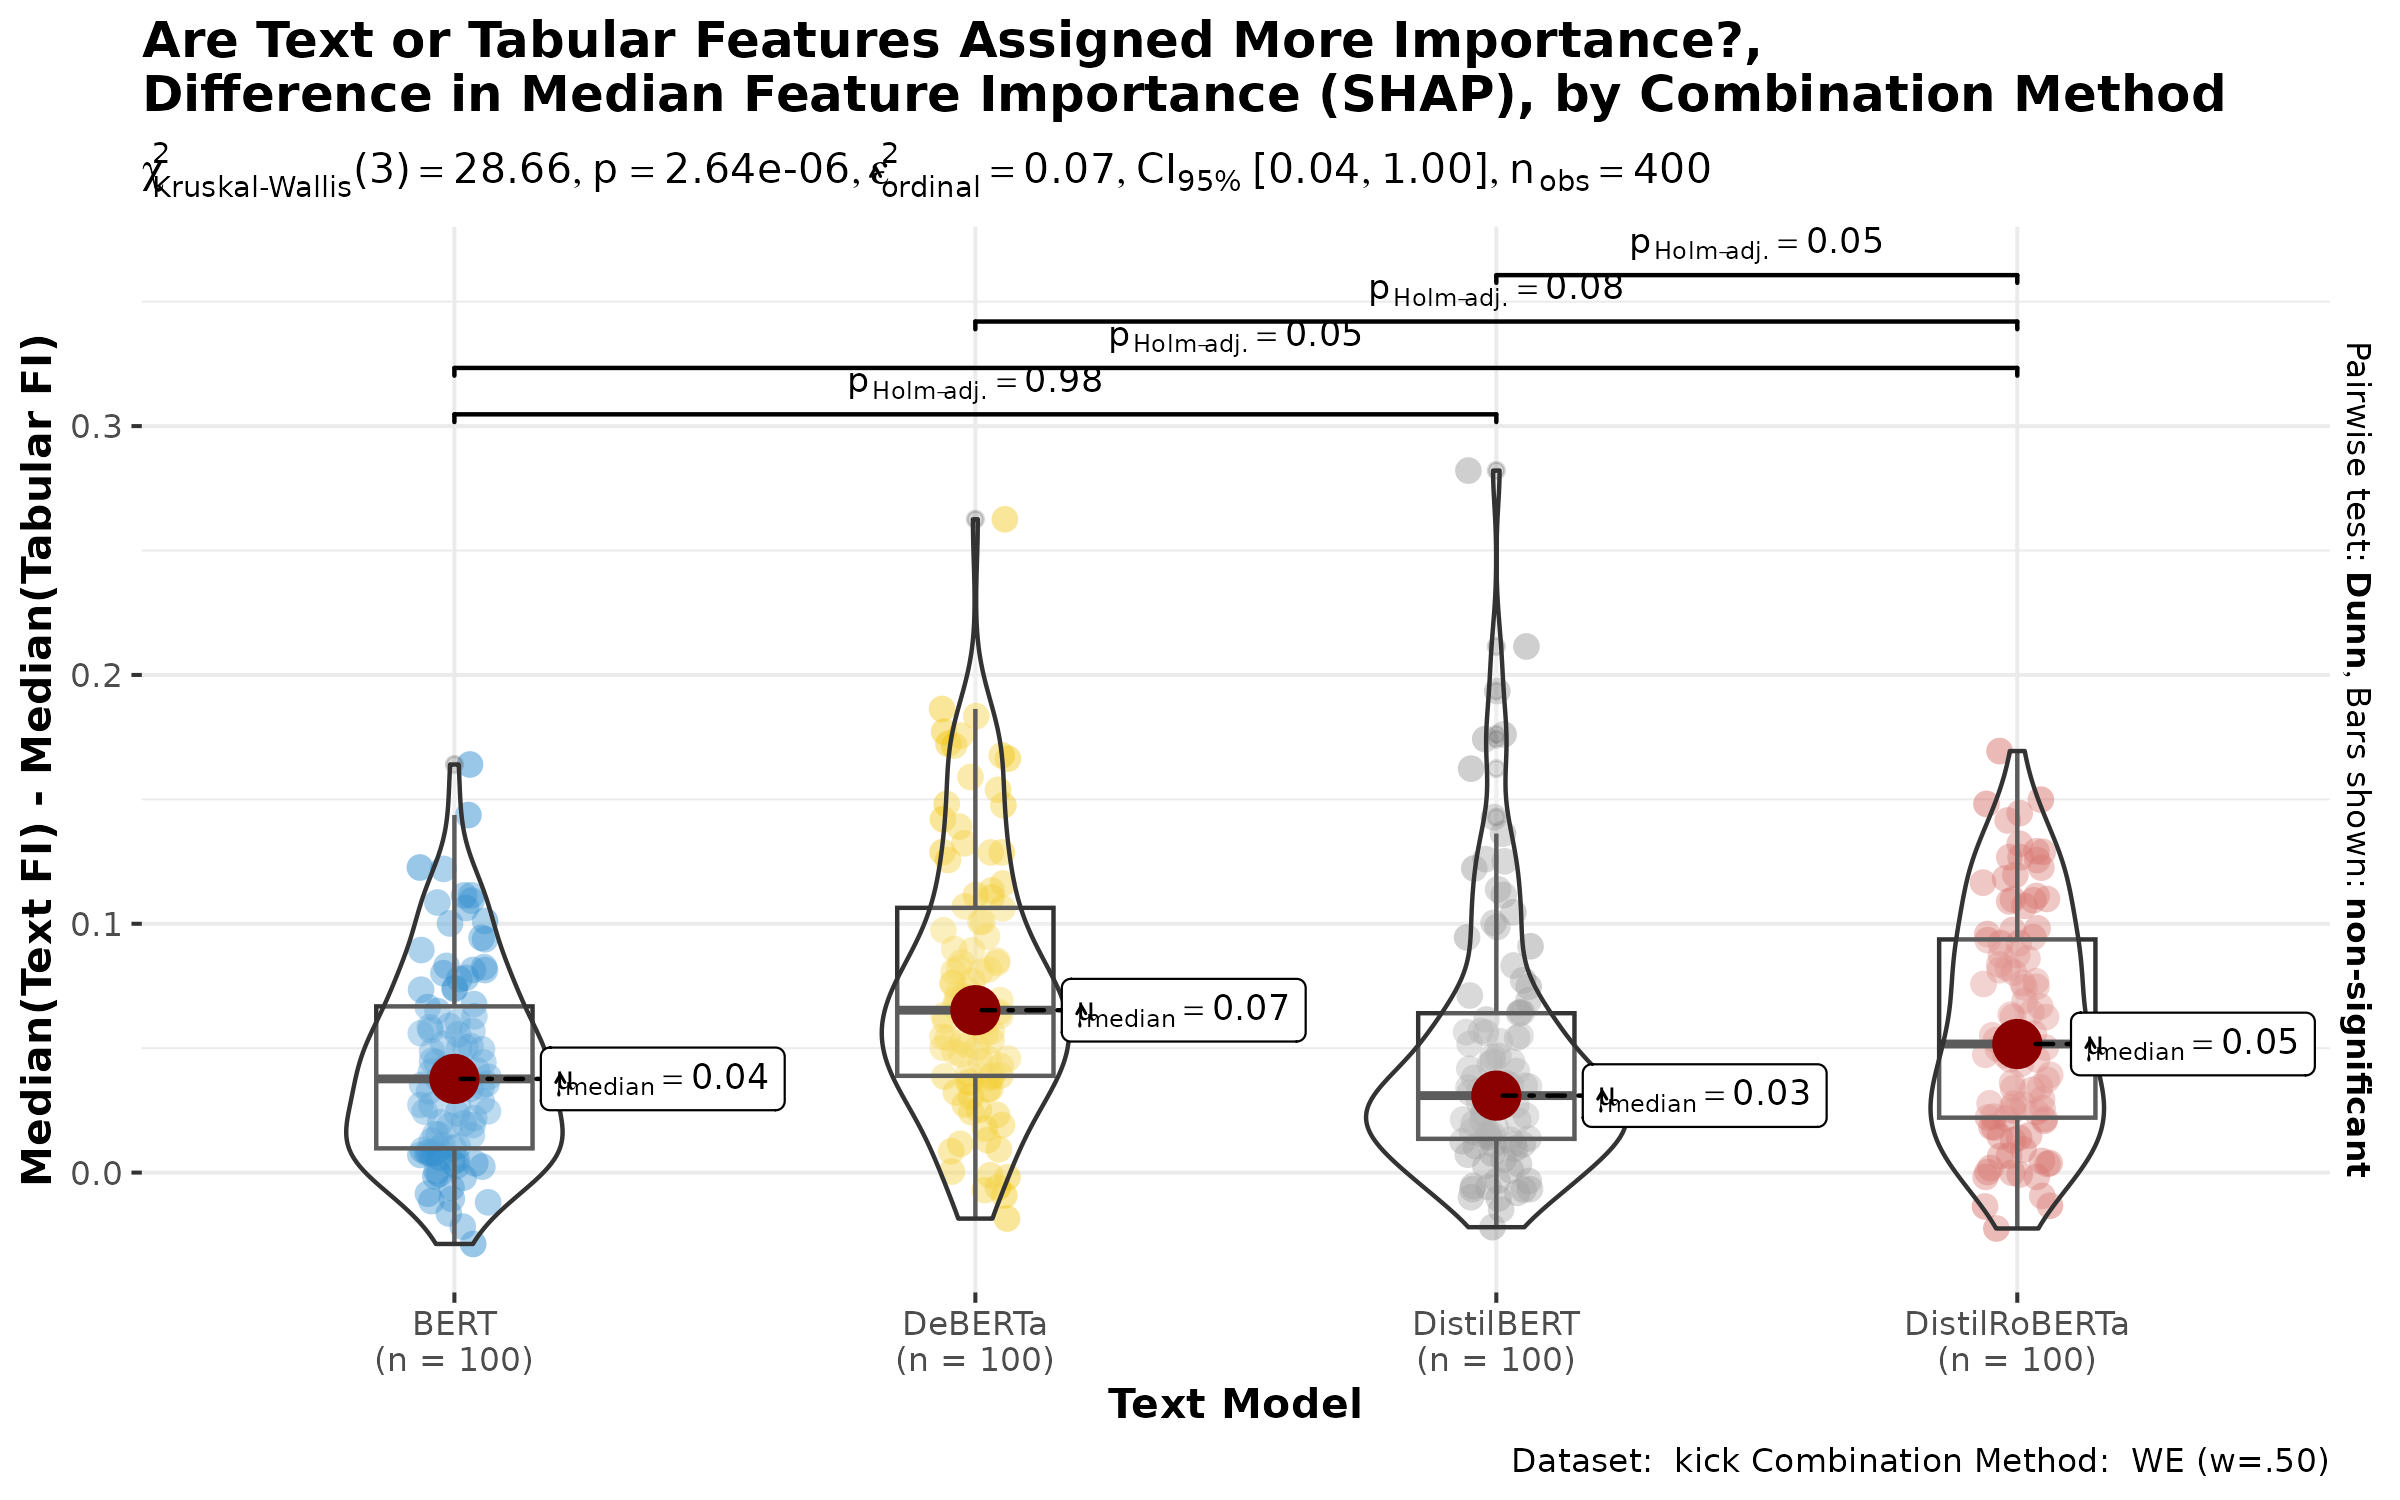 Are Text or Tabular Features Assigned More Importance?,
Difference in Median Feature Importance (SHAP), by Combination Method
χ²Kruskal-Wallis(3) = 28.66, p = 2.64e-06, ε̂²ordinal = 0.07, CI95% [0.04, 1.00], nobs = 400
pHolm-adj. = 0.05
pHolm-adj. = 0.08
pHolm-adj. = 0.05
pHolm-adj. = 0.98
Median(Text FI) - Median(Tabular FI)
0.3
0.2
0.1
0.0
μ̂median = 0.04
μ̂median = 0.07
μ̂median = 0.03
μ̂median = 0.05
Pairwise test: Dunn, Bars shown: non-significant
BERT
(n = 100)
DeBERTa
(n = 100)
DistilBERT
(n = 100)
DistilRoBERTa
(n = 100)
Text Model
Dataset: kick Combination Method: WE (w=.50)